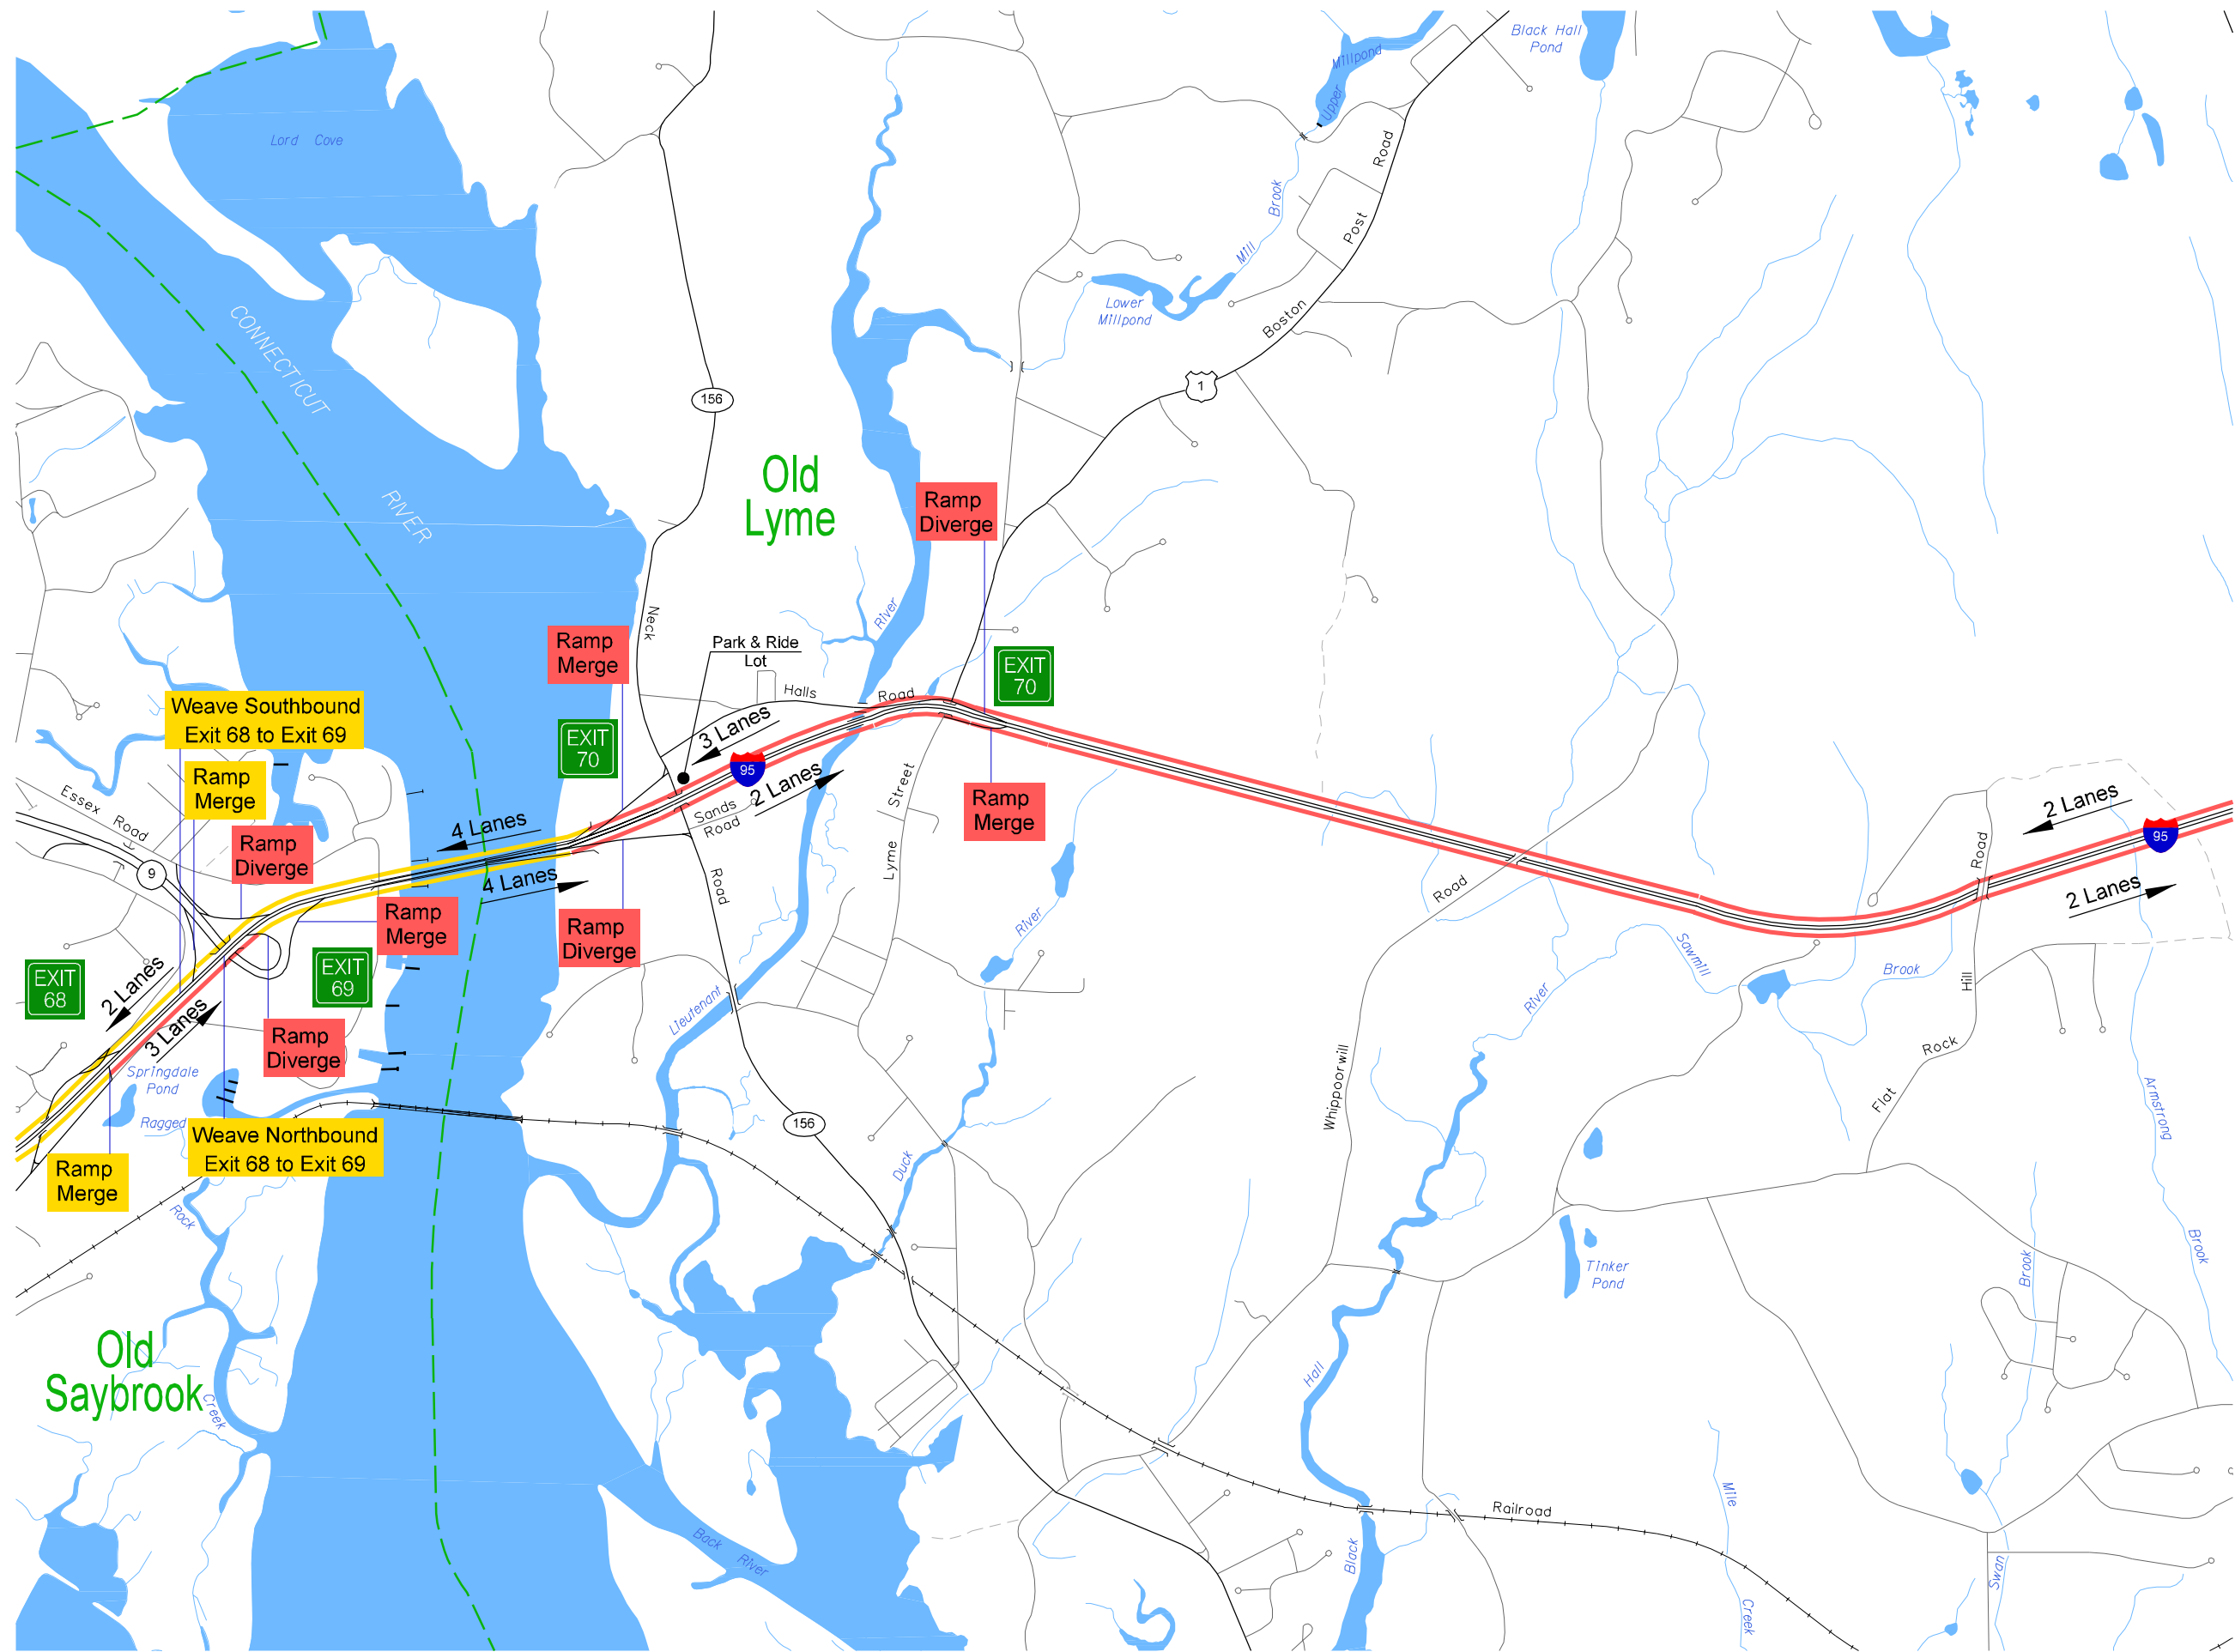 Black Hall
Pond
Millpond
Upper
Lord Cove
Road
Brook
Post
Mill
Lower
Millpond
Boston
CONNECTICUT
RIVER
1
156
Old
Lyme
Ramp
Diverge
River
Neck
Ramp
Merge
Park & Ride
Lot
EXIT
70
Halls
Road
Weave Southbound
Exit 68 to Exit 69
EXIT
70
3 Lanes
95
2 Lanes
Ramp
Merge
Essex
Road
Sands
Road
Street
Ramp
Merge
2 Lanes
95
4 Lanes
Ramp
Diverge
9
Lyme
Road
Road
4 Lanes
Road
2 Lanes
Ramp
Merge
Ramp
Diverge
River
Sawmill
Brook
EXIT
68
2 Lanes
EXIT
69
3 Lanes
Lieutenant
River
Hill
Ramp
Diverge
Rock
Springdale
Pond
Whippoorwill
Flat
Armstrong
Ragged
Weave Northbound
Exit 68 to Exit 69
156
Ramp
Merge
Duck
Rock
Brook
Brook
Tinker
Pond
Old
Saybrook
Creek
Hall
Mile
Railroad
Back
River
Black
Swan
Creek